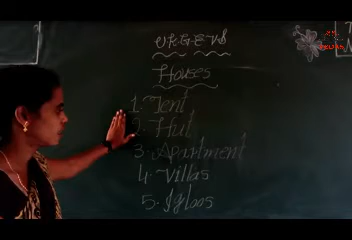 Houses
1. Tent
2. Hut
3. Apartment
4. Villas
5. Igloos